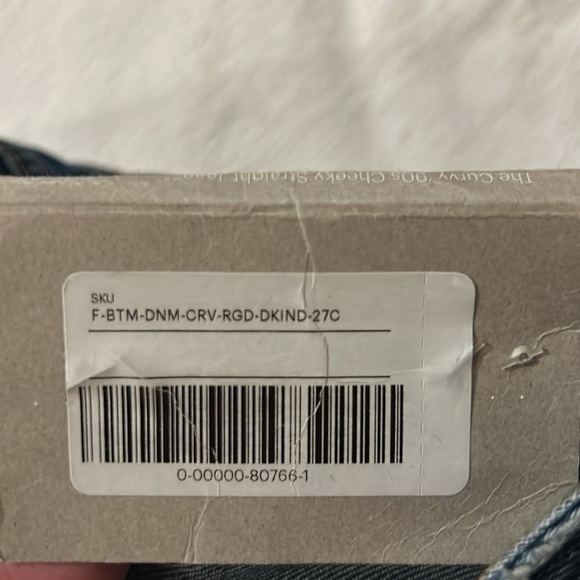 The Curvy '90s Cheeky Straight Jean
SKU
F-BTM-DNM-CRV-RGD-DKIND-27C
0-00000-80766-1